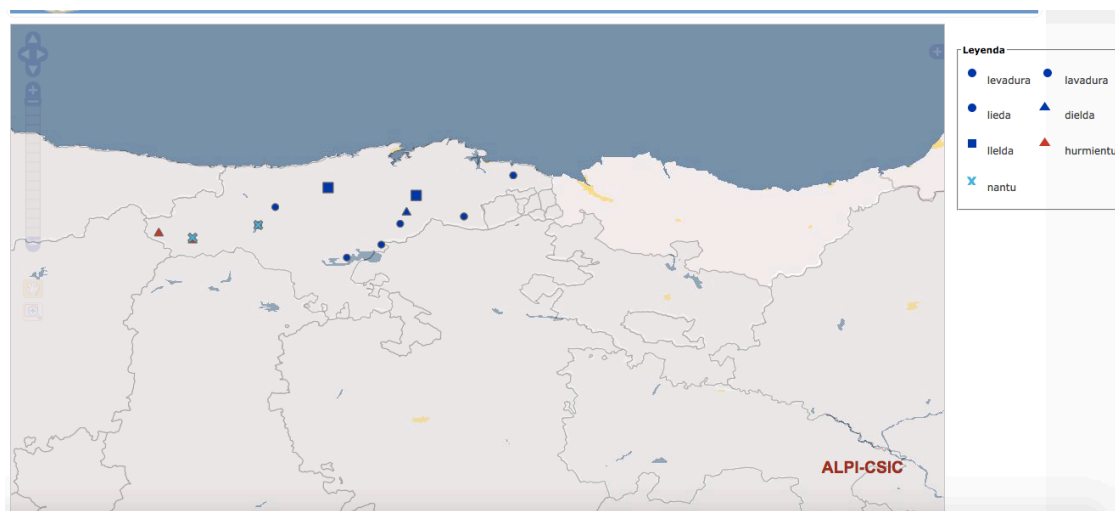 Leyenda
levadura lavadura
lieda dielda
llelda hurmientu
nantu
ALPI-CSIC